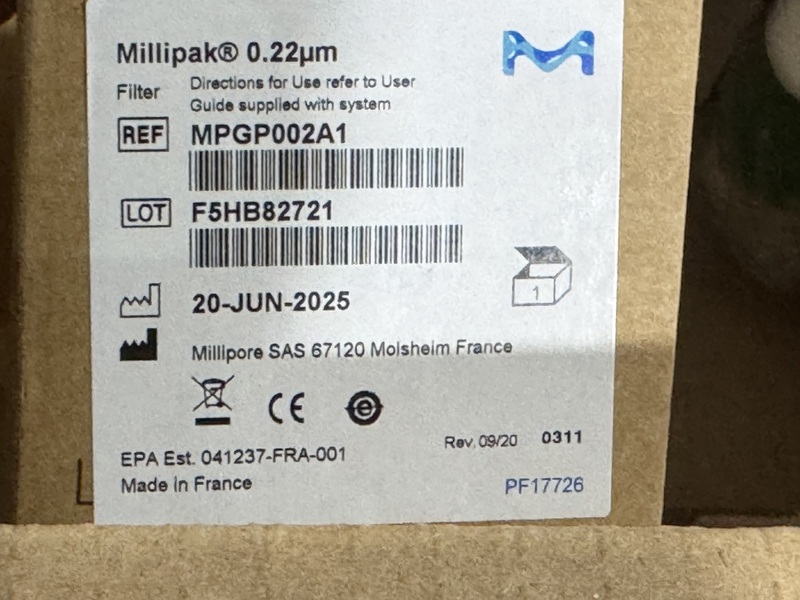 Millipak® 0.22µm
Filter
Directions for Use refer to User
Guide supplied with system
REF MPGP002A1
LOT F5HB82721
20-JUN-2025
1
Millipore SAS 67120 Molsheim France
CE e
EPA Est. 041237-FRA-001
Rev. 09/20 0311
Made in France
PF17726